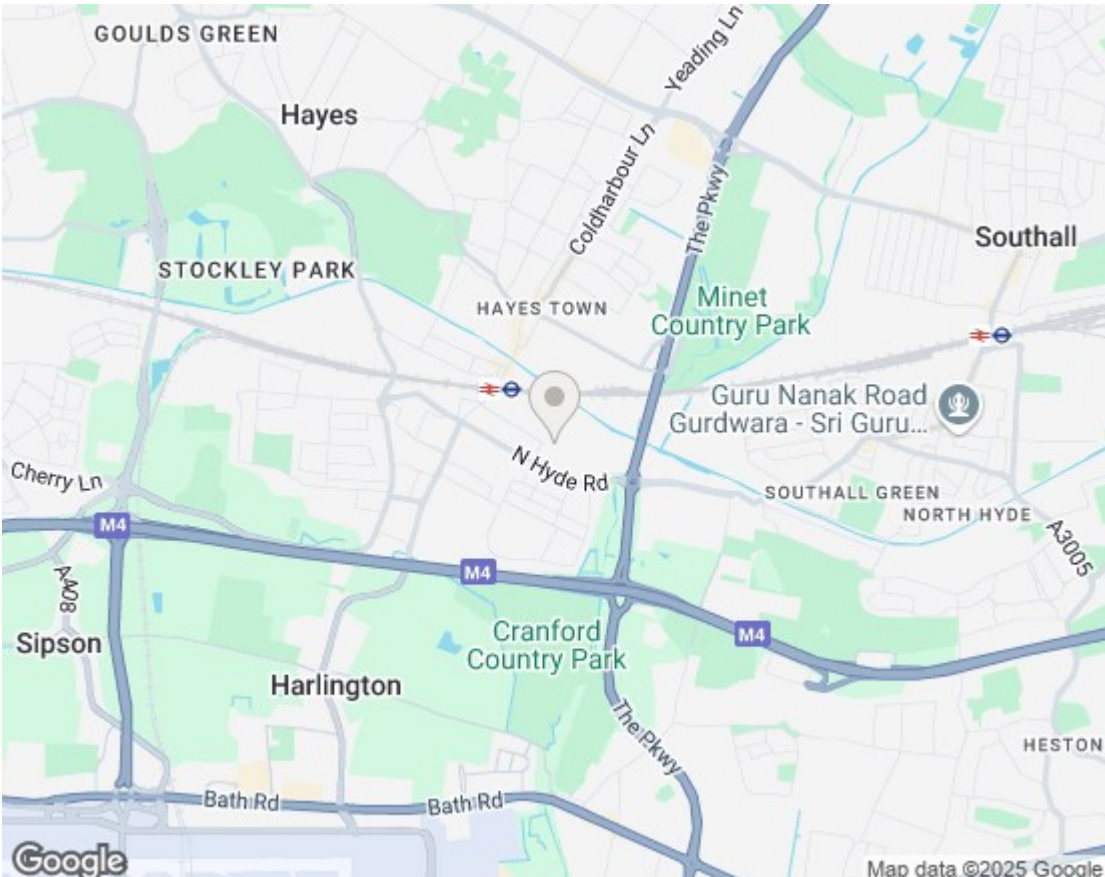 GOULDS GREEN
Yeading Ln
Hayes
Coldharbour Ln
The Pkwy
Southall
STOCKLEY PARK
HAYES TOWN
Minet
Country Park
Guru Nanak Road
Gurdwara - Sri Guru...
N Hyde Rd
Cherry Ln
SOUTHALL GREEN
NORTH HYDE
M4
A3005
M4
A408
Cranford
Country Park
M4
Sipson
Harlington
The Pkwy
HESTON
Bath Rd
Bath Rd
Google
Map data ©2025 Google